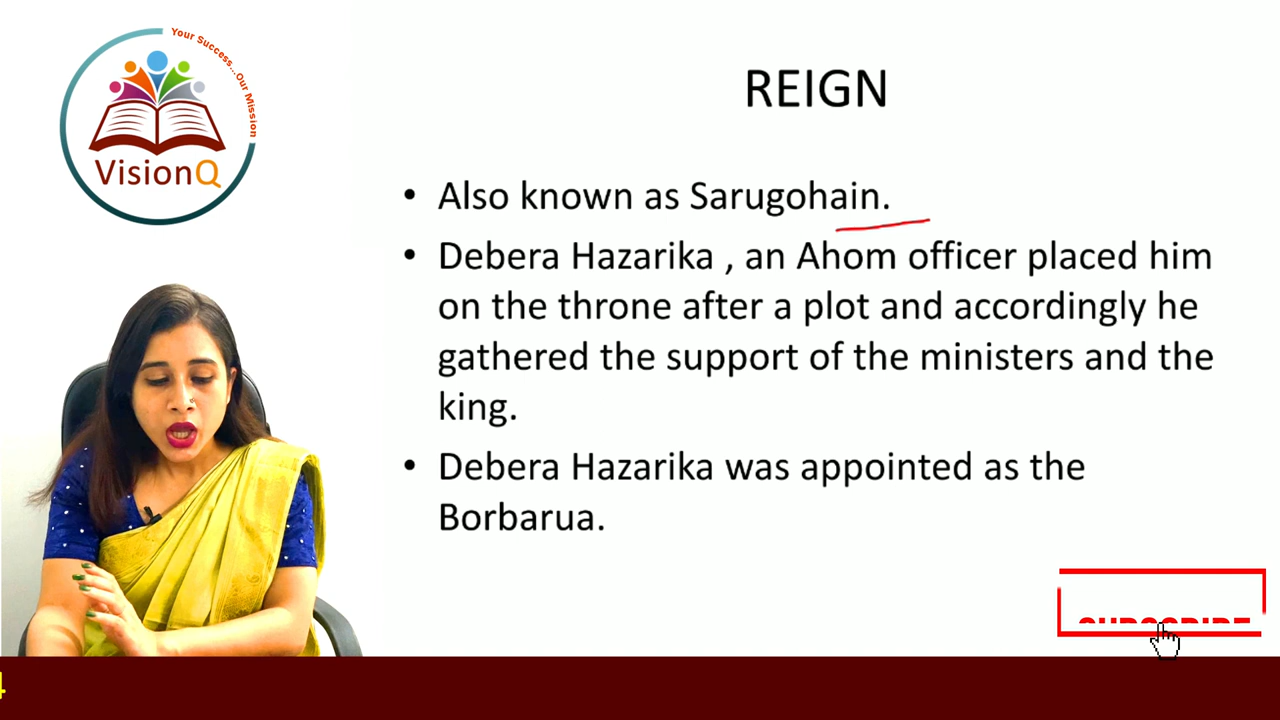 Your Success...Our Mission
VisionQ
REIGN
• Also known as Sarugohain.
• Debera Hazarika , an Ahom officer placed him
on the throne after a plot and accordingly he
gathered the support of the ministers and the
king.
• Debera Hazarika was appointed as the
Borbarua.
SUBSCRIBE
4